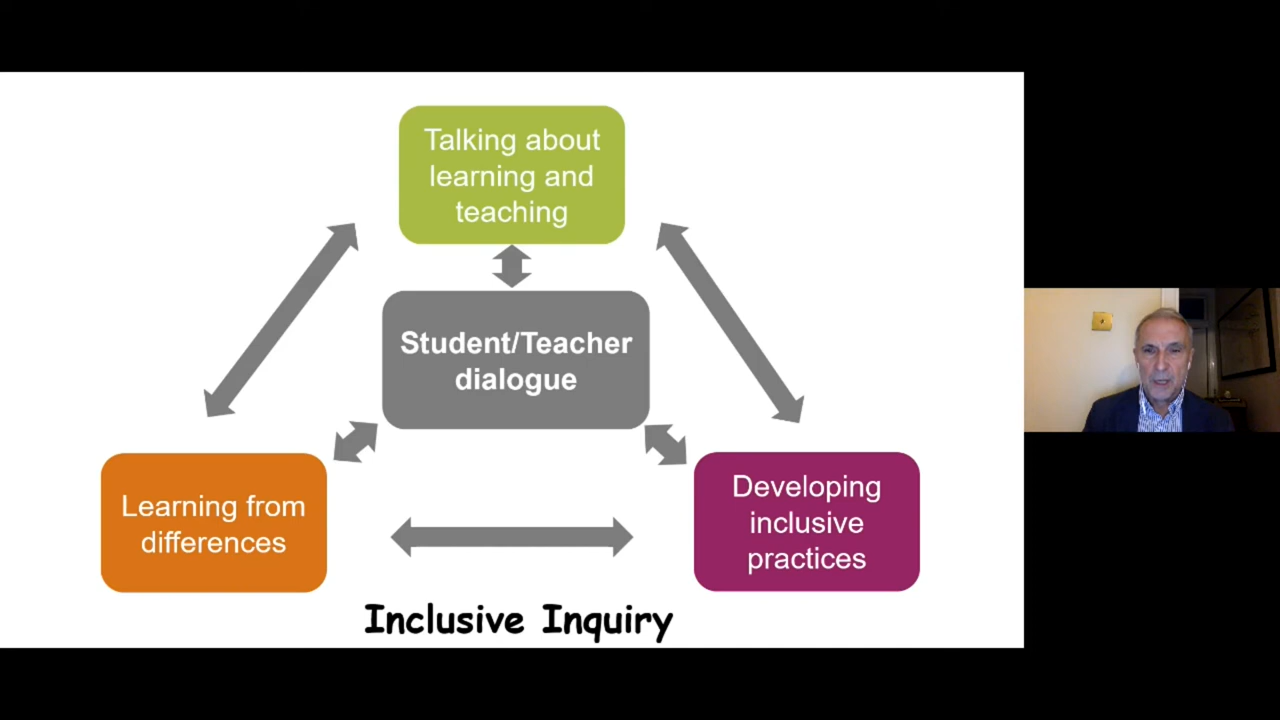 Talking about
learning and
teaching
Student/Teacher
dialogue
Learning from
differences
Developing
inclusive
practices
Inclusive Inquiry